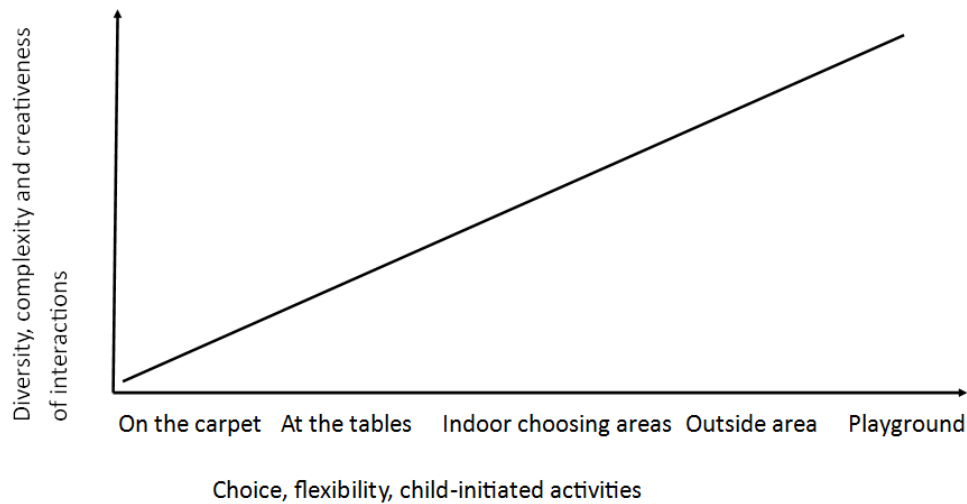 Diversity, complexity and creativeness
of interactions
On the carpet At the tables Indoor choosing areas Outside area Playground
Choice, flexibility, child-initiated activities